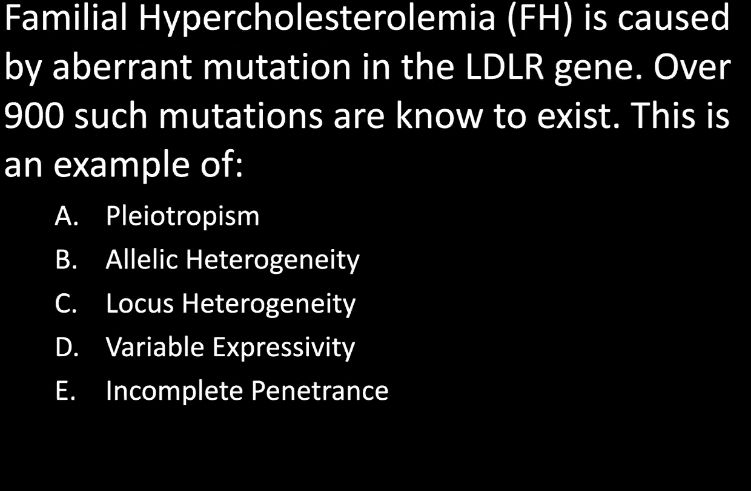 Familial Hypercholesterolemia (FH) is caused
by aberrant mutation in the LDLR gene. Over
900 such mutations are know to exist. This is
an example of:
A. Pleiotropism
B. Allelic Heterogeneity
C. Locus Heterogeneity
D. Variable Expressivity
E. Incomplete Penetrance